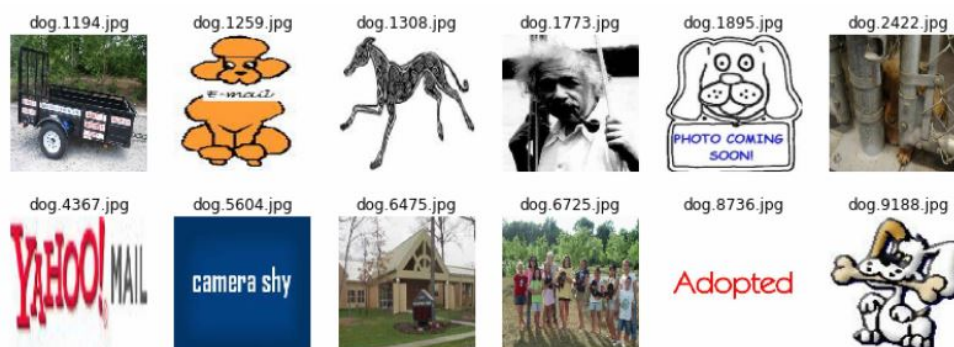 dog.1194.jpg
dog.1259.jpg
dog.1308.jpg
dog.1773.jpg
dog.1895.jpg
dog.2422.jpg
E-mail
PHOTO COMING
SOON!
dog.4367.jpg
dog.5604.jpg
dog.6475.jpg
dog.6725.jpg
dog.8736.jpg
dog.9188.jpg
YAHOO! MAIL
camera shy
Adopted